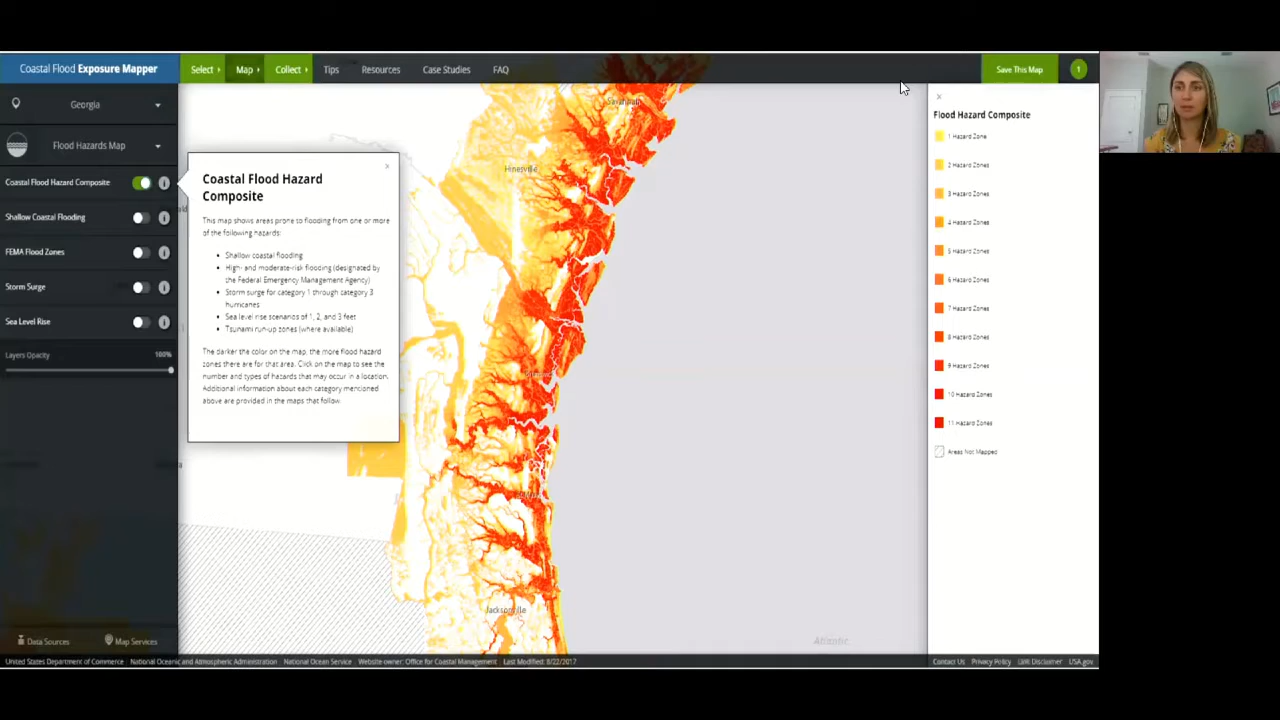 Coastal Flood Exposure Mapper
Select
Map
Collect
Tips
Resources
Case Studies
FAQ
Save This Map
1
Georgia
Flood Hazards Map
Coastal Flood Hazard Composite
Shallow Coastal Flooding
FEMA Flood Zones
Storm Surge
Sea Level Rise
Layers Opacity 100%
Data Sources
Map Services
Coastal Flood Hazard
Composite
This map shows areas prone to flooding from one or more
of the following hazards:
Shallow coastal flooding
High- and moderate-risk flooding (designated by
the Federal Emergency Management Agency)
Storm surge for category 1 through category 3
hurricanes
Sea level rise scenarios of 1, 2, and 3 feet
Tsunami run-up zones (where available)
The darker the color on the map, the more flood hazard
zones there are for that area. Click on the map to see the
number and types of hazards that may occur in a location.
Additional information about each category mentioned
above are provided in the maps that follow.
Savannah
Hinesville
Jacksonville
Atlantic
Flood Hazard Composite
1 Hazard Zone
2 Hazard Zones
3 Hazard Zones
4 Hazard Zones
5 Hazard Zones
6 Hazard Zones
7 Hazard Zones
8 Hazard Zones
9 Hazard Zones
10 Hazard Zones
11 Hazard Zones
Areas Not Mapped
United States Department of Commerce National Oceanic and Atmospheric Administration National Ocean Service Website owner: Office for Coastal Management Last Modified: 8/22/2017
Contact Us Privacy Policy Link Disclaimer USA.gov